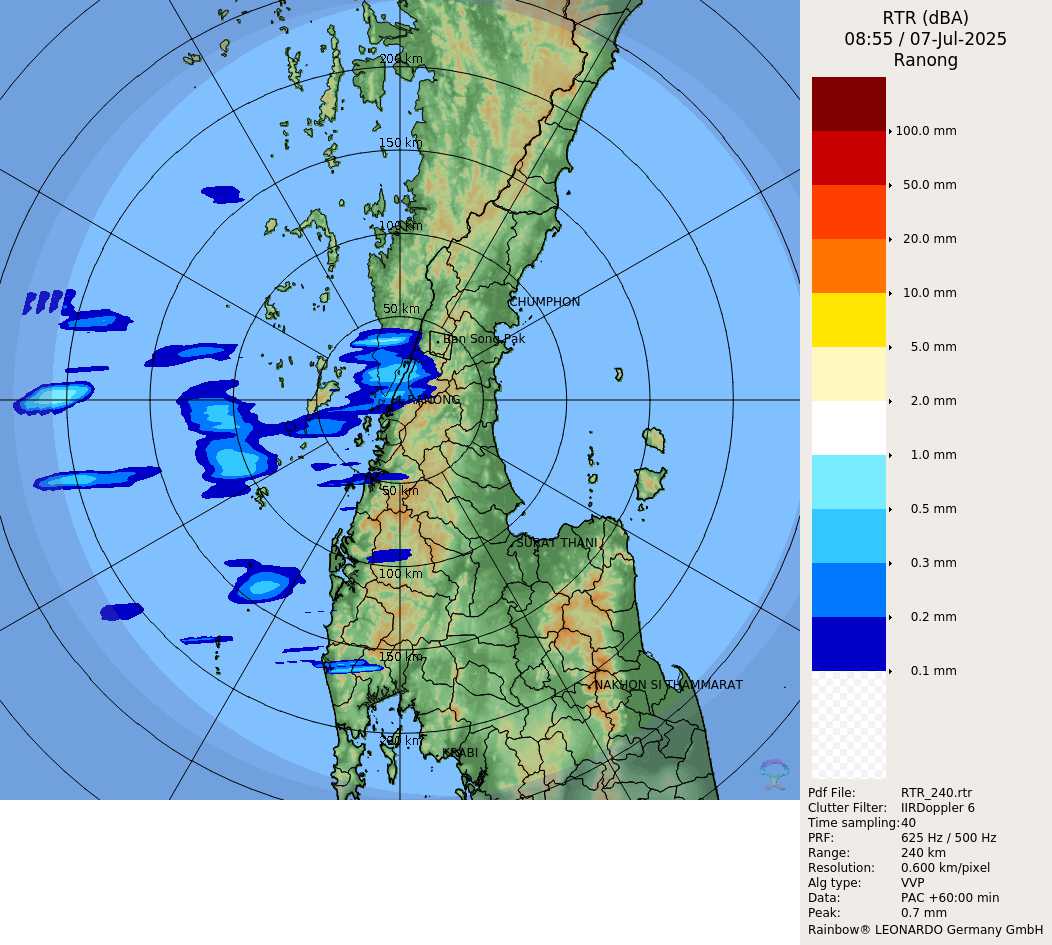 RTR (dBA)
08:55 / 07-Jul-2025
Ranong
200 km
150 km
100 km
50 km
CHUMPHON
Ban Song Pak
RANONG
50 km
SURAT THANI
100 km
150 km
NAKHON SI THAMMARAT
200 km
KRABI
100.0 mm
50.0 mm
20.0 mm
10.0 mm
5.0 mm
2.0 mm
1.0 mm
0.5 mm
0.3 mm
0.2 mm
0.1 mm
Pdf File: RTR_240.rtr
Clutter Filter: IIRDoppler 6
Time sampling:40
PRF: 625 Hz / 500 Hz
Range: 240 km
Resolution: 0.600 km/pixel
Alg type: VVP
Data: PAC +60:00 min
Peak: 0.7 mm
Rainbow® LEONARDO Germany GmbH